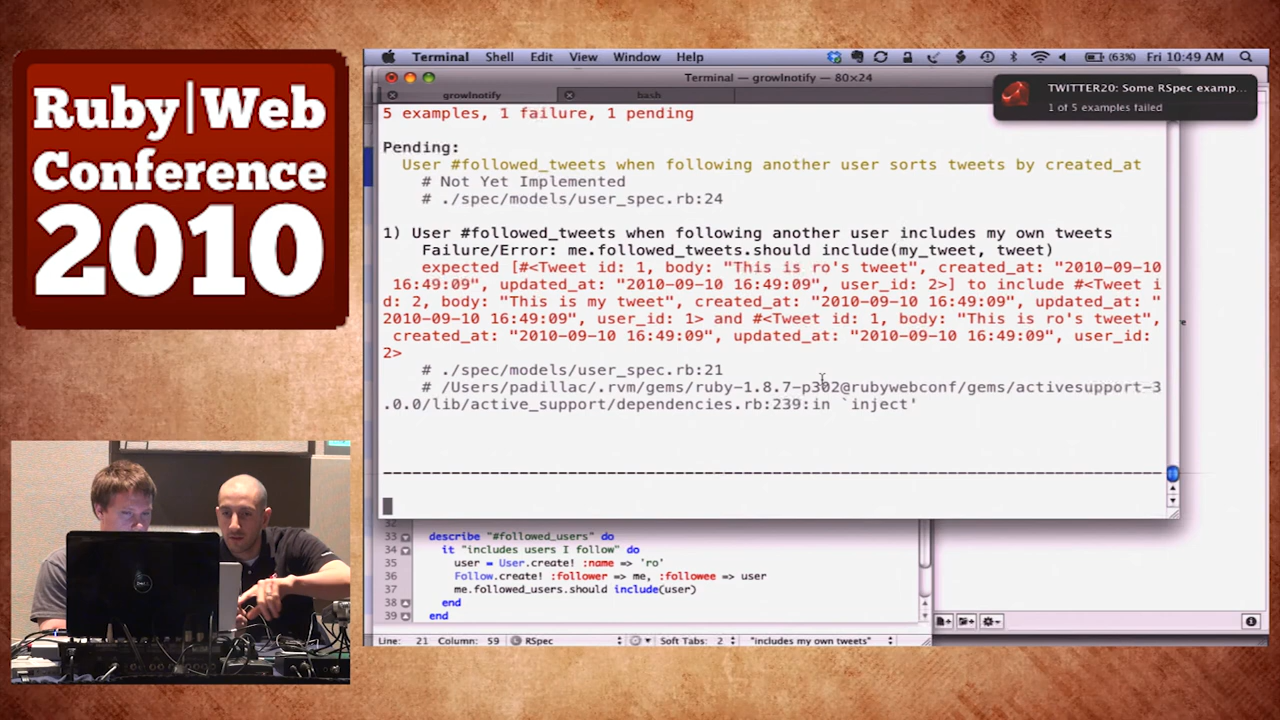 Ruby|Web
Conference
2010
Terminal Shell Edit View Window Help
(63%) Fri 10:49 AM
Terminal — growlnotify — 80×24
growlnotify
bash
TWITTER20: Some RSpec examp...
1 of 5 examples failed
5 examples, 1 failure, 1 pending
Pending:
User #followed_tweets when following another user sorts tweets by created_at
# Not Yet Implemented
# ./spec/models/user_spec.rb:24
1) User #followed_tweets when following another user includes my own tweets
Failure/Error: me.followed_tweets.should include(my_tweet, tweet)
expected [#<Tweet id: 1, body: "This is ro's tweet", created_at: "2010-09-10
16:49:09", updated_at: "2010-09-10 16:49:09", user_id: 2>] to include #<Tweet i
d: 2, body: "This is my tweet", created_at: "2010-09-10 16:49:09", updated_at: "
2010-09-10 16:49:09", user_id: 1> and #<Tweet id: 1, body: "This is ro's tweet",
created_at: "2010-09-10 16:49:09", updated_at: "2010-09-10 16:49:09", user_id:
2>
# ./spec/models/user_spec.rb:21
# /Users/padillac/.rvm/gems/ruby-1.8.7-p302@rubywebconf/gems/activesupport-3
.0.0/lib/active_support/dependencies.rb:239:in `inject'
32
33 describe "#followed_users" do
34 it "includes users I follow" do
35 user = User.create! :name => 'ro'
36 Follow.create! :follower => me, :followee => user
37 me.followed_users.should include(user)
38 end
39 end
Line: 21 Column: 59 RSpec Soft Tabs: 2 "includes my own tweets"
DELL